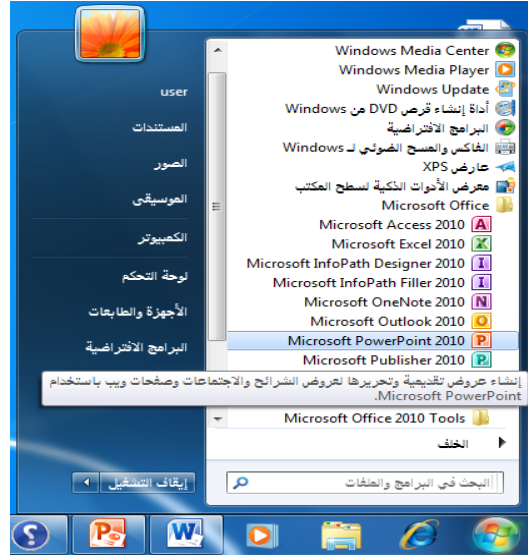 Windows Media Center
Windows Media Player
Windows Update
أداة إنشاء قرص DVD من Windows
البرامج الافتراضية
الفاكس والمسح الضوئي لـ Windows
عارض XPS
معرض الأدوات الذكية لسطح المكتب
Microsoft Office
Microsoft Access 2010
Microsoft Excel 2010
Microsoft InfoPath Designer 2010
Microsoft InfoPath Filler 2010
Microsoft OneNote 2010
Microsoft Outlook 2010
Microsoft PowerPoint 2010
Microsoft Publisher 2010
إنشاء عروض تقديمية وتحريرها لعروض الشرائح والاجتماعات وصفحات ويب باستخدام
Microsoft PowerPoint.
Microsoft Office 2010 Tools
الخلف
البحث في البرامج والملفات
user
المستندات
الصور
الموسيقى
الكمبيوتر
لوحة التحكم
الأجهزة والطابعات
البرامج الافتراضية
إيقاف التشغيل